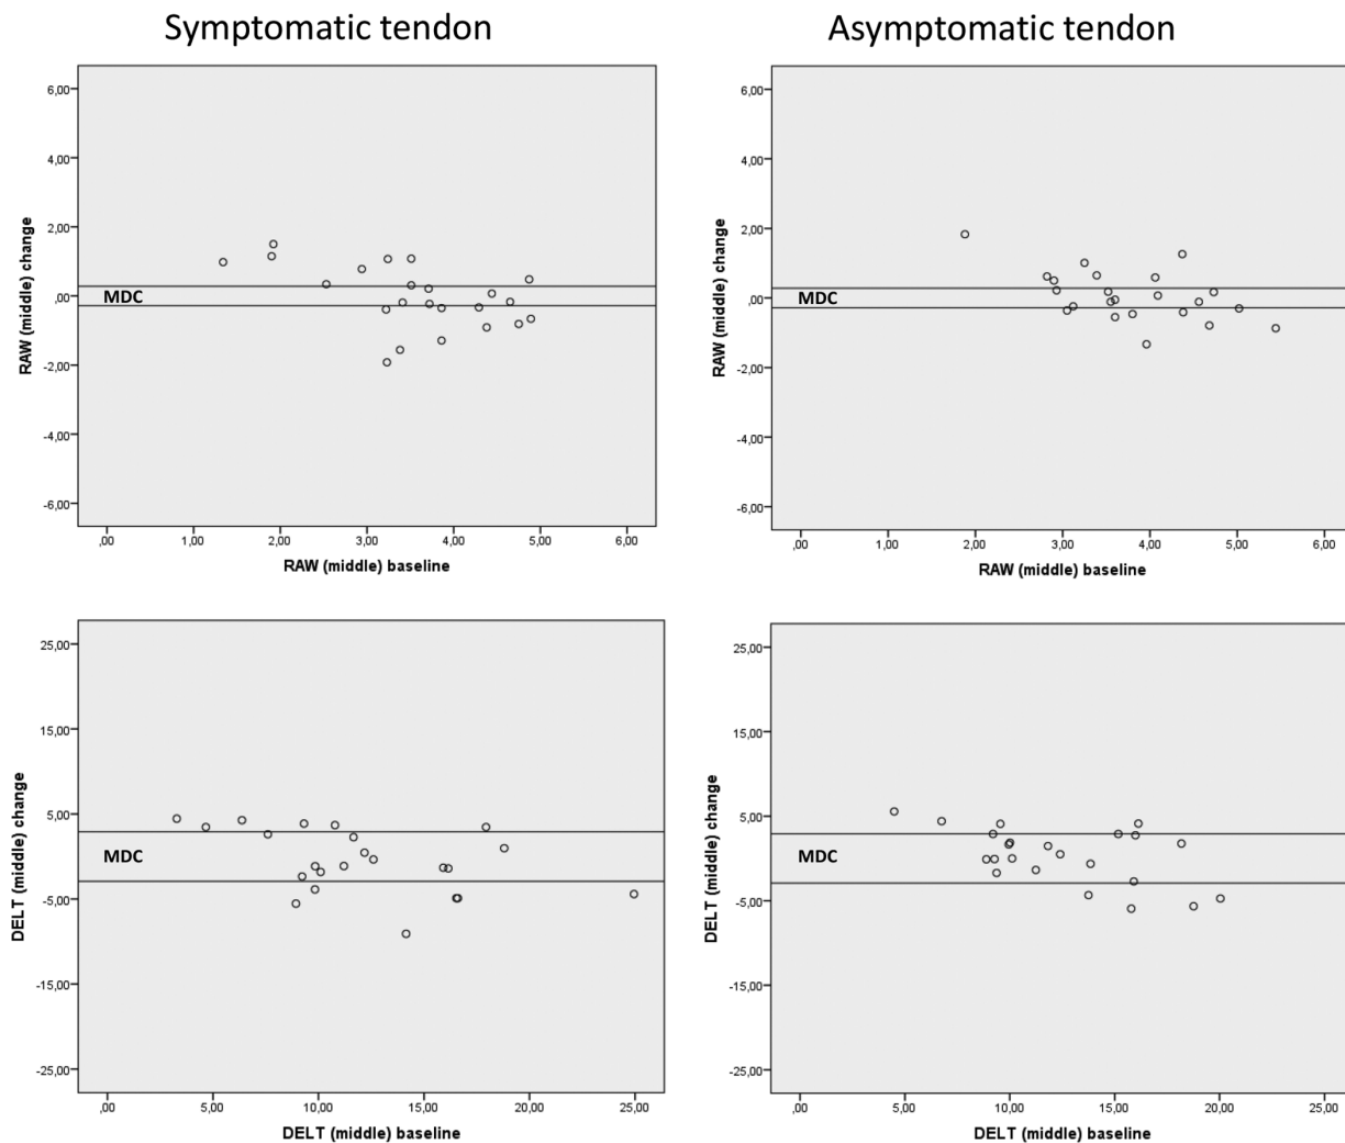 Symptomatic tendon
Asymptomatic tendon
6,00
4,00
2,00
,00
-2,00
-4,00
-6,00
RAW (middle) change
MDC
,00 1,00 2,00 3,00 4,00 5,00 6,00
RAW (middle) baseline
6,00
4,00
2,00
,00
-2,00
-4,00
-6,00
RAW (middle) change
MDC
,00 1,00 2,00 3,00 4,00 5,00 6,00
RAW (middle) baseline
25,00
15,00
5,00
-5,00
-15,00
-25,00
DELT (middle) change
MDC
,00 5,00 10,00 15,00 20,00 25,00
DELT (middle) baseline
25,00
15,00
5,00
-5,00
-15,00
-25,00
DELT (middle) change
MDC
,00 5,00 10,00 15,00 20,00 25,00
DELT (middle) baseline